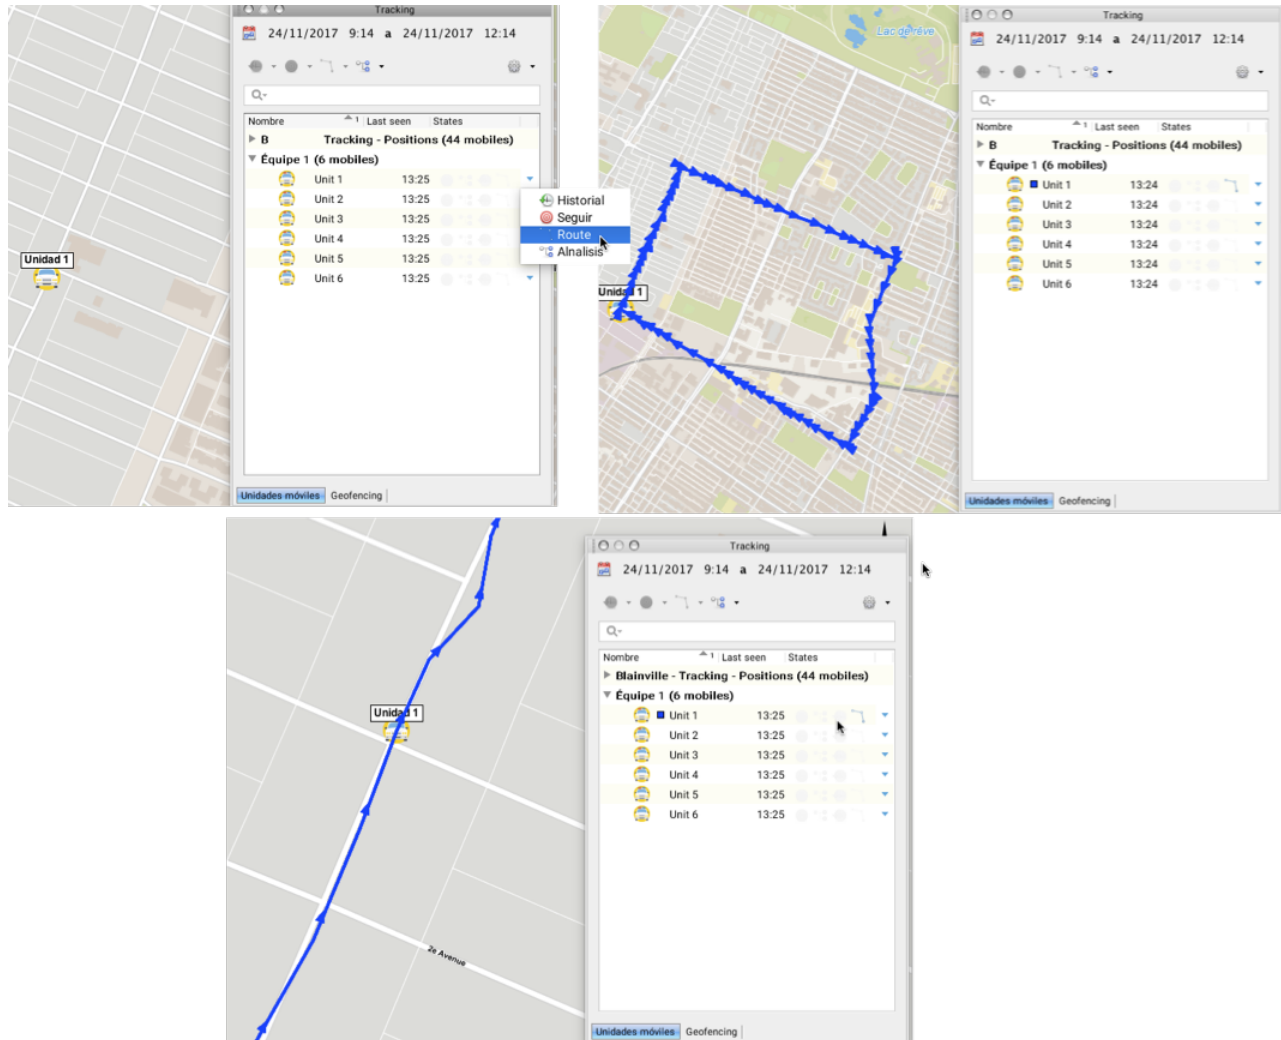 Tracking
24/11/2017 9:14 a 24/11/2017 12:14
Nombre 1 Last seen States
B Tracking - Positions (44 mobiles)
Équipe 1 (6 mobiles)
Unit 1 13:25
Unit 2 13:25
Unit 3 13:25
Unit 4 13:25
Unit 5 13:25
Unit 6 13:25
Unidades móviles Geofencing
Unidad 1
Historial
Seguir
Route
Alnalisis
Lac de rêve
Unidad 1
Tracking
24/11/2017 9:14 a 24/11/2017 12:14
Nombre 1 Last seen States
B Tracking - Positions (44 mobiles)
Équipe 1 (6 mobiles)
Unit 1 13:24
Unit 2 13:24
Unit 3 13:24
Unit 4 13:24
Unit 5 13:24
Unit 6 13:24
Unidades móviles Geofencing
Unidad 1
2e Avenue
Tracking
24/11/2017 9:14 a 24/11/2017 12:14
Nombre 1 Last seen States
Blainville - Tracking - Positions (44 mobiles)
Équipe 1 (6 mobiles)
Unit 1 13:25
Unit 2 13:25
Unit 3 13:25
Unit 4 13:25
Unit 5 13:25
Unit 6 13:25
Unidades móviles Geofencing